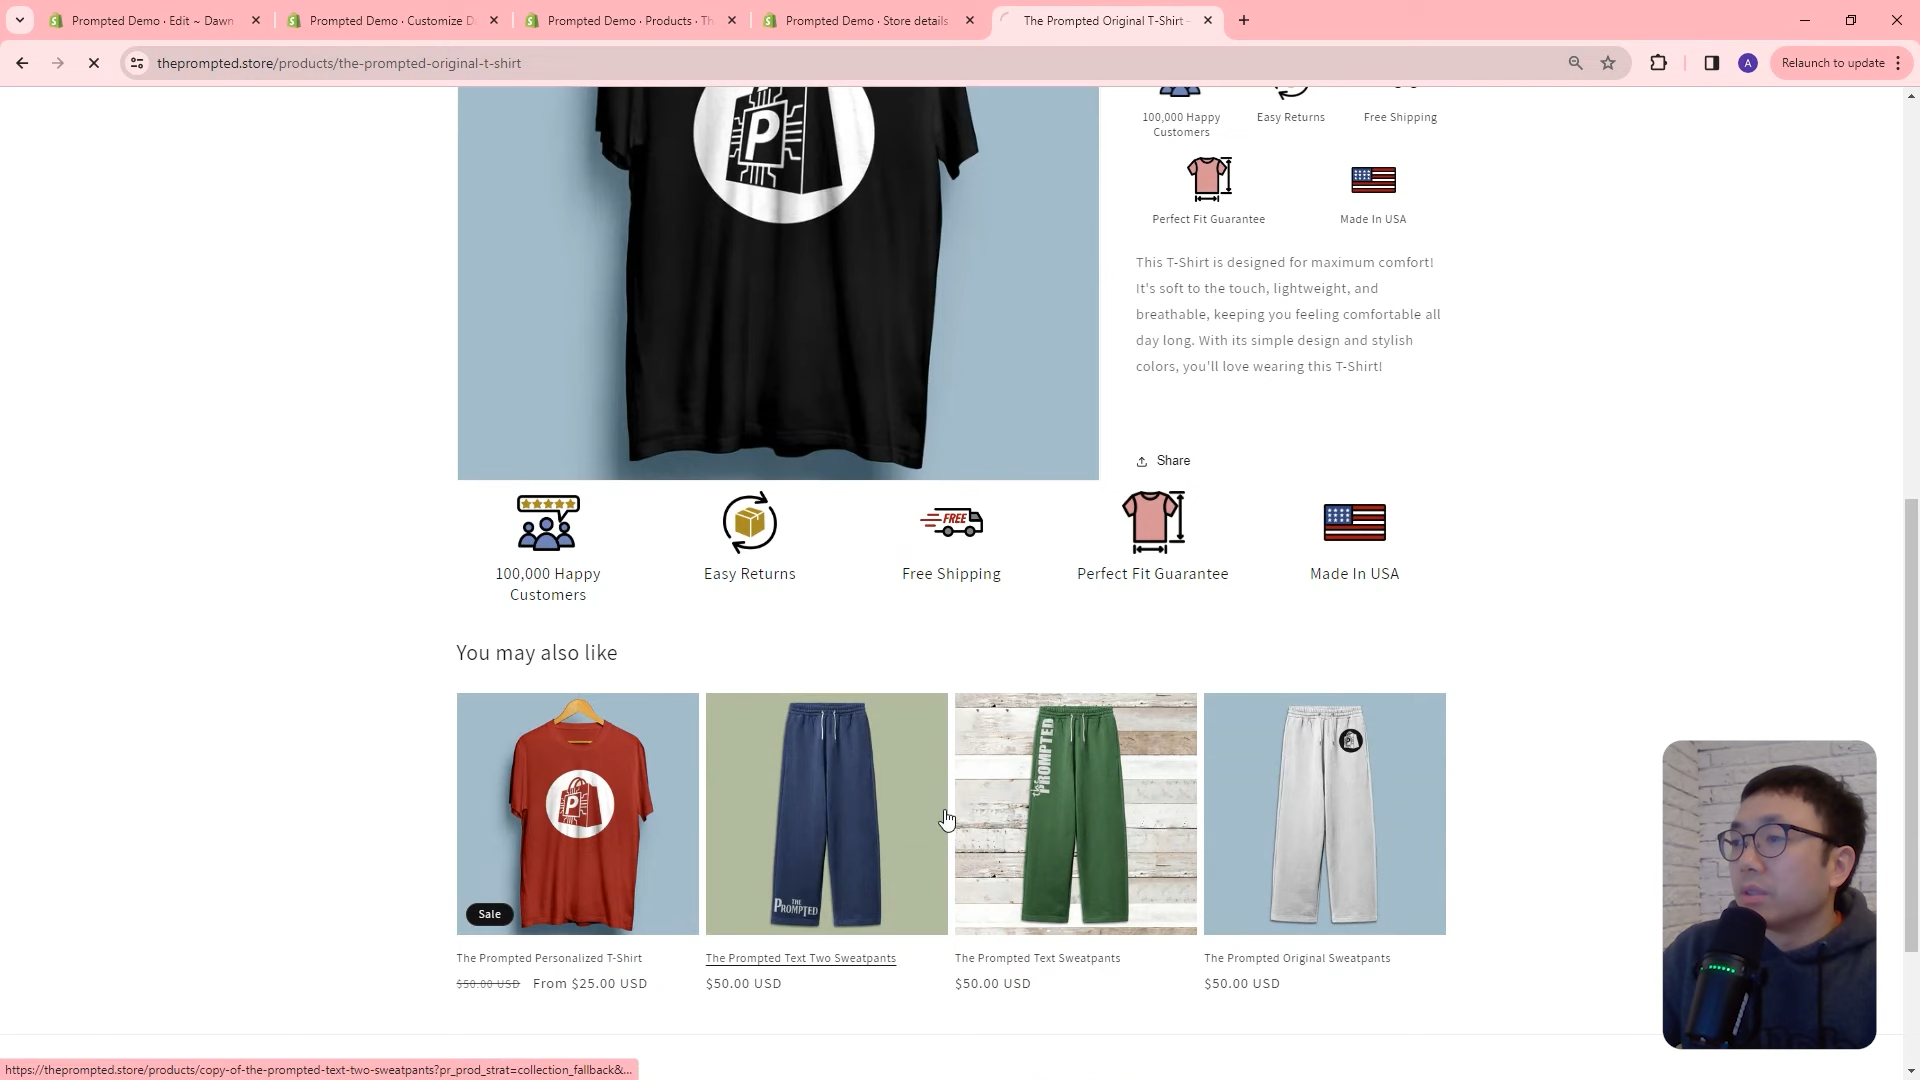 Prompted Demo · Edit ~ Dawn
Prompted Demo · Customize D
Prompted Demo · Products · Th
Prompted Demo · Store details
The Prompted Original T-Shirt -
theprompted.store/products/the-prompted-original-t-shirt
A
Relaunch to update
P
100,000 Happy
Customers
Easy Returns
Free Shipping
Perfect Fit Guarantee
Made In USA
This T-Shirt is designed for maximum comfort!
It's soft to the touch, lightweight, and
breathable, keeping you feeling comfortable all
day long. With its simple design and stylish
colors, you'll love wearing this T-Shirt!
Share
FREE
100,000 Happy
Customers
Easy Returns
Free Shipping
Perfect Fit Guarantee
Made In USA
You may also like
P
THE
PROMPTED
the
PROMPTED
P
Sale
The Prompted Personalized T-Shirt
The Prompted Text Two Sweatpants
The Prompted Text Sweatpants
The Prompted Original Sweatpants
$50.00 USD From $25.00 USD
$50.00 USD
$50.00 USD
$50.00 USD
https://theprompted.store/products/copy-of-the-prompted-text-two-sweatpants?pr_prod_strat=collection_fallback&...